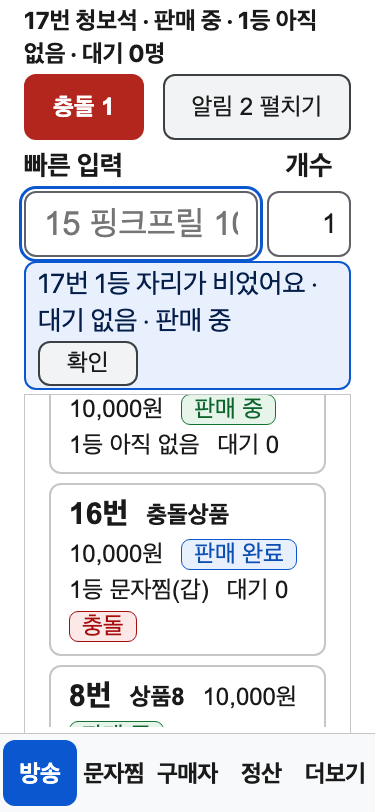 17번 청보석 · 판매 중 · 1등 아직
없음 · 대기 0명
충돌 1 알림 2 펼치기
빠른 입력 개수
15 핑크프릴 1 1
17번 1등 자리가 비었어요 ·
대기 없음 · 판매 중
확인
10,000원 판매 중
1등 아직 없음 대기 0
16번 충돌상품
10,000원 판매 완료
1등 문자찜(갑) 대기 0
충돌
8번 상품8 10,000원
방송 문자찜 구매자 정산 더보기